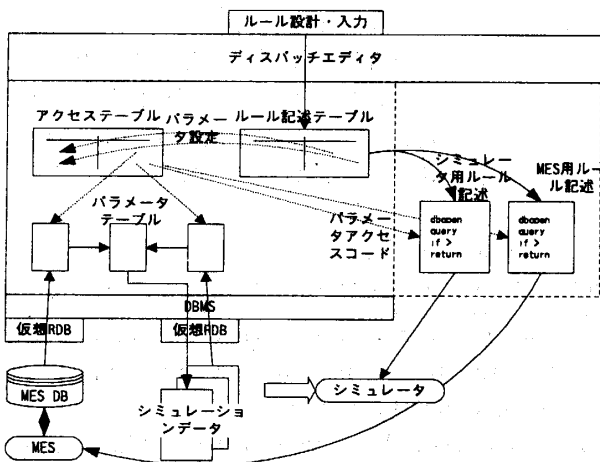 ルール設計・入力
ディスパッチエディタ
アクセステーブル
パラメー
タ設定
ルール記述テーブル
シミュレー
タ用ルール
記述
MES用ルー
ル記述
パラメータ
テーブル
パラメー
タアクセ
スコード
dbopen
query
if >
return
dbopen
query
if >
return
DBMS
仮想RDB
仮想RDB
MES DB
シミュレーショ
ンデータ
シミュレータ
MES